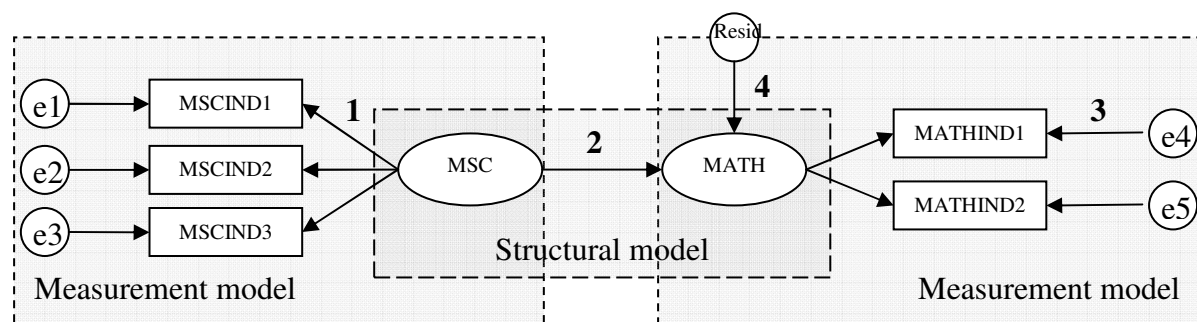 Resid
e1
MSCIND1
1
4
MATHIND1
3
e4
e2
MSCIND2
MSC
2
MATH
e3
MSCIND3
MATHIND2
e5
Structural model
Measurement model
Measurement model